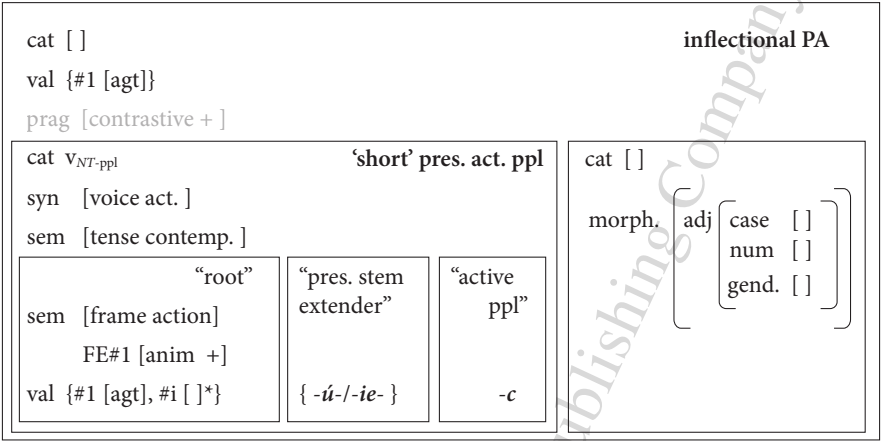 cat [ ] inflectional PA
val {#1 [agt]}
prag [contrastive + ]
cat v_NT-ppl 'short' pres. act. ppl
syn [voice act. ]
sem [tense contemp. ]
"root"
sem [frame action]
FE#1 [anim +]
val {#1 [agt], #i [ ]*}
"pres. stem
extender"
{ -ú-/-ie- }
"active
ppl"
-c
cat [ ]
morph. adj case [ ]
num [ ]
gend. [ ]
ublishing Company